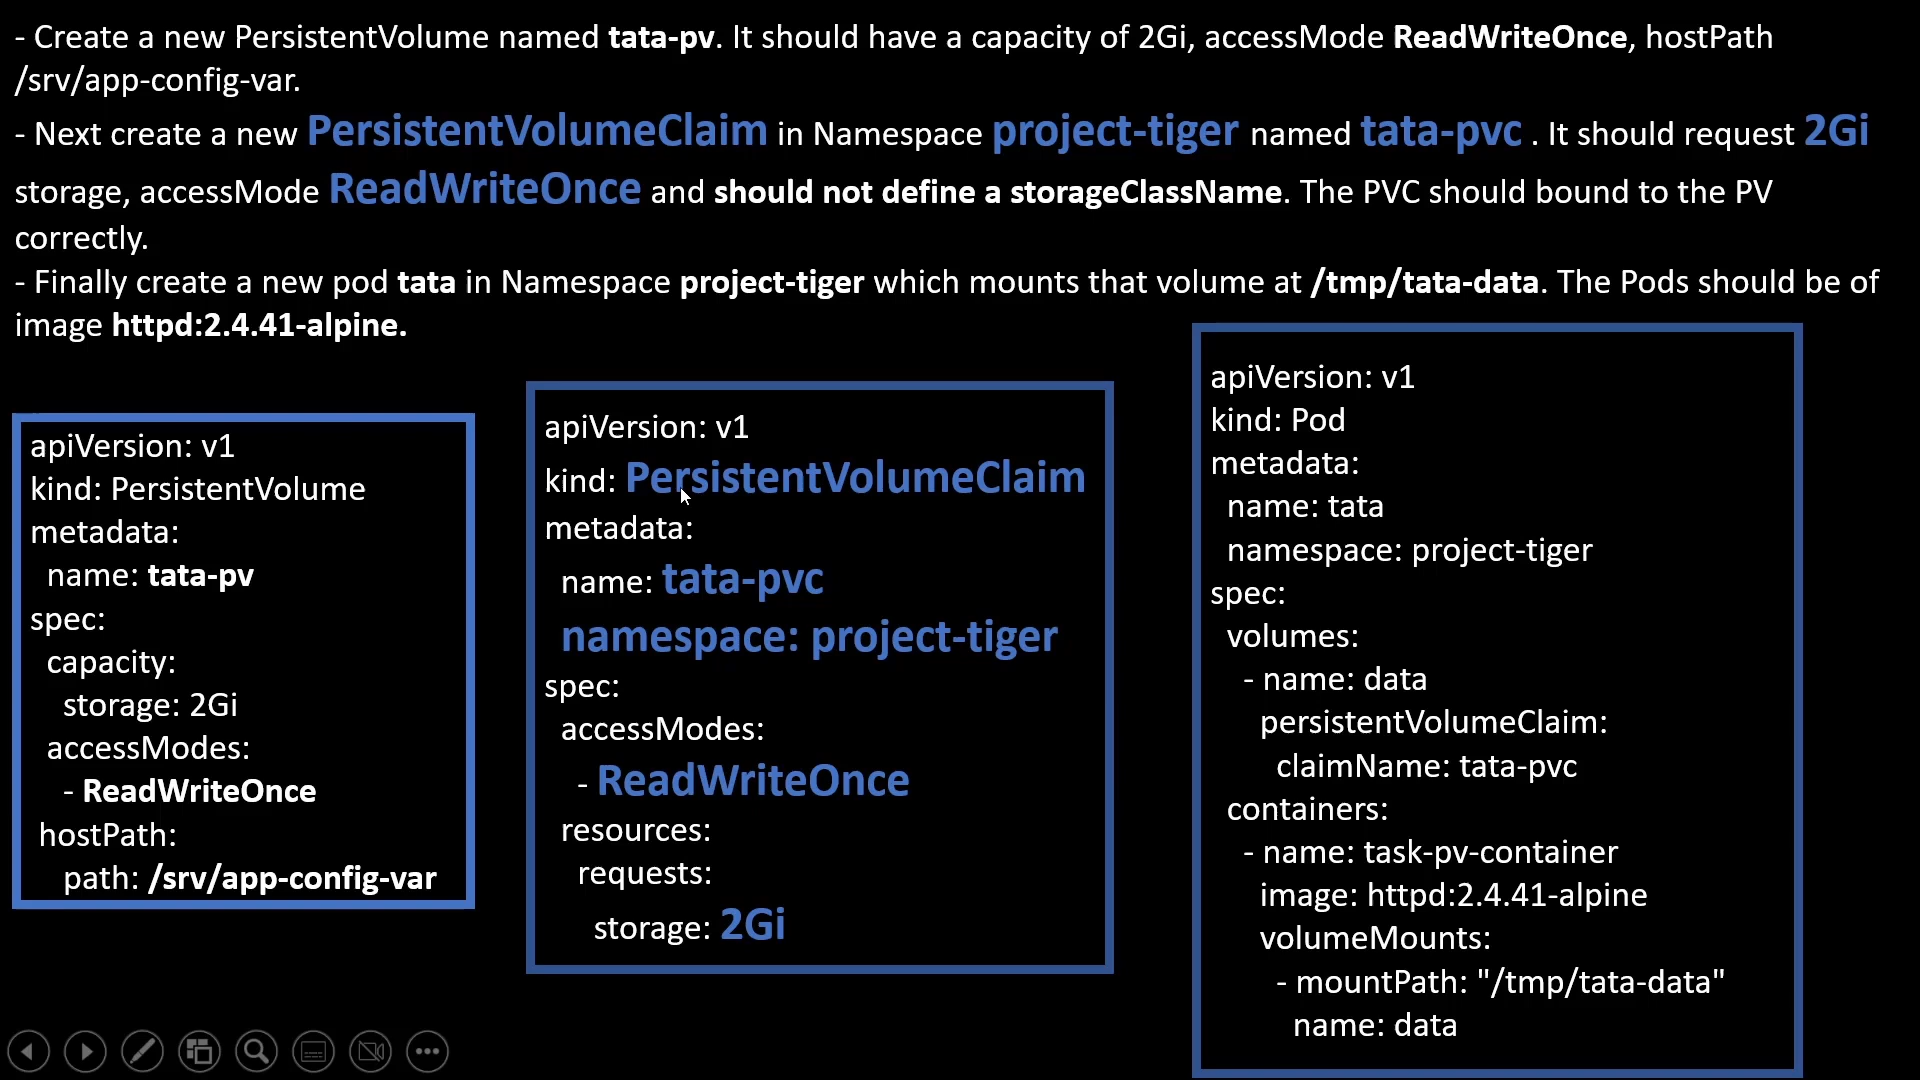 - Create a new PersistentVolume named tata-pv. It should have a capacity of 2Gi, accessMode ReadWriteOnce, hostPath
/srv/app-config-var.
- Next create a new PersistentVolumeClaim in Namespace project-tiger named tata-pvc . It should request 2Gi
storage, accessMode ReadWriteOnce and should not define a storageClassName. The PVC should bound to the PV
correctly.
- Finally create a new pod tata in Namespace project-tiger which mounts that volume at /tmp/tata-data. The Pods should be of
image httpd:2.4.41-alpine.
apiVersion: v1
kind: PersistentVolume
metadata:
  name: tata-pv
spec:
  capacity:
    storage: 2Gi
  accessModes:
    - ReadWriteOnce
  hostPath:
    path: /srv/app-config-var
apiVersion: v1
kind: PersistentVolumeClaim
metadata:
  name: tata-pvc
  namespace: project-tiger
spec:
  accessModes:
    - ReadWriteOnce
  resources:
    requests:
      storage: 2Gi
apiVersion: v1
kind: Pod
metadata:
  name: tata
  namespace: project-tiger
spec:
  volumes:
    - name: data
      persistentVolumeClaim:
        claimName: tata-pvc
  containers:
    - name: task-pv-container
      image: httpd:2.4.41-alpine
      volumeMounts:
        - mountPath: "/tmp/tata-data"
          name: data